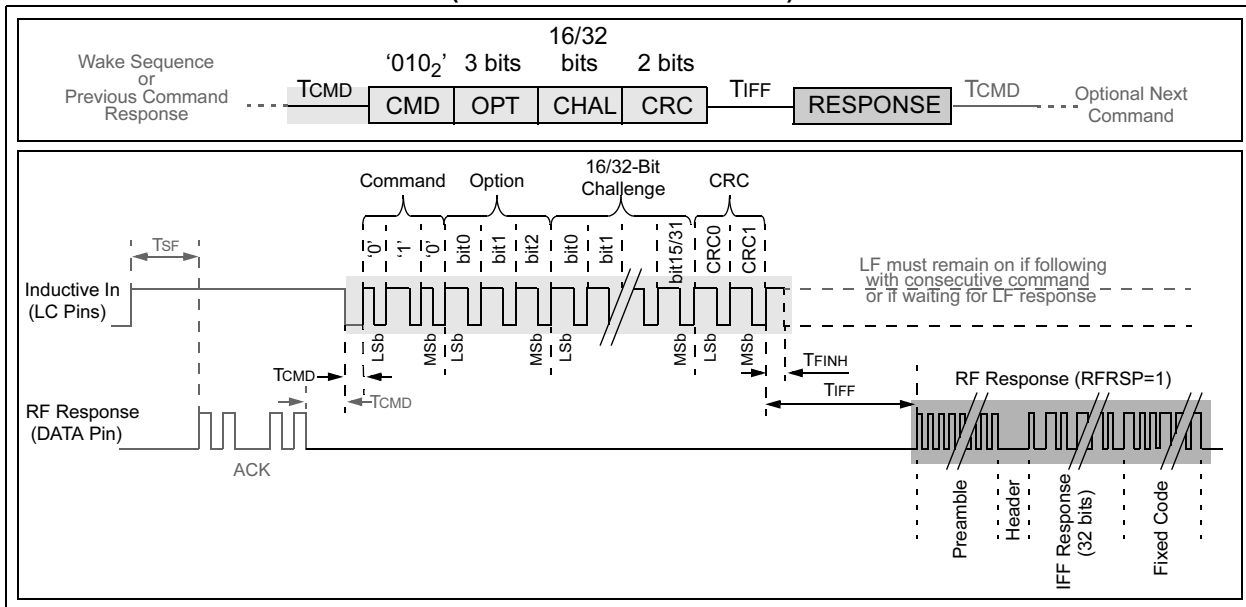 16/32
'010₂' 3 bits bits 2 bits
Wake Sequence
or
Previous Command
Response
TCMD
CMD OPT CHAL CRC
TIFF
RESPONSE
TCMD
Optional Next
Command
16/32-Bit
Command Option Challenge CRC
'0' '1' '0' bit0 bit1 bit2 bit0 bit1 bit15/31 CRC0 CRC1
TSF
Inductive In
(LC Pins)
LF must remain on if following
with consecutive command
or if waiting for LF response
LSb MSb LSb MSb LSb MSb LSb MSb
TCMD
TFINH
TCMD
TIFF
RF Response (RFRSP=1)
RF Response
(DATA Pin)
ACK
Preamble
Header
IFF Response
(32 bits)
Fixed Code